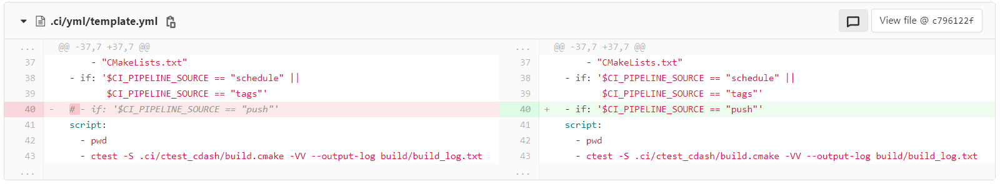 .ci/yml/template.yml
View file @ c796122f
... @@ -37,7 +37,7 @@ ... @@ -37,7 +37,7 @@
37 - "CMakeLists.txt" 37 - "CMakeLists.txt"
38 - if: '$CI_PIPELINE_SOURCE == "schedule" || 38 - if: '$CI_PIPELINE_SOURCE == "schedule" ||
39 $CI_PIPELINE_SOURCE == "tags"' 39 $CI_PIPELINE_SOURCE == "tags"'
40 - # - if: '$CI_PIPELINE_SOURCE == "push"' 40 + - if: '$CI_PIPELINE_SOURCE == "push"'
41 script: 41 script:
42 - pwd 42 - pwd
43 - ctest -S .ci/ctest_cdash/build.cmake -VV --output-log build/build_log.txt 43 - ctest -S .ci/ctest_cdash/build.cmake -VV --output-log build/build_log.txt
... ...